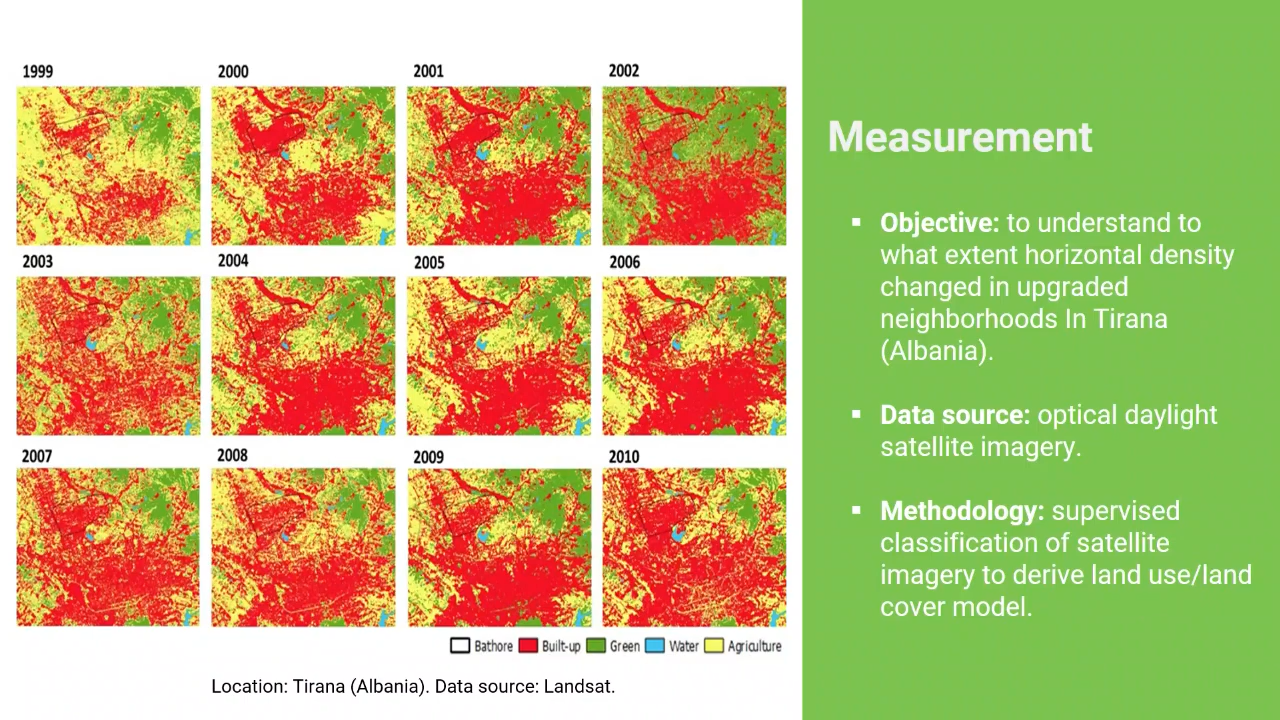 1999
2000
2001
2002
2003
2004
2005
2006
2007
2008
2009
2010
Bathore
Built-up
Green
Water
Agriculture
Location: Tirana (Albania). Data source: Landsat.
Measurement
▪ Objective: to understand to
what extent horizontal density
changed in upgraded
neighborhoods In Tirana
(Albania).
▪ Data source: optical daylight
satellite imagery.
▪ Methodology: supervised
classification of satellite
imagery to derive land use/land
cover model.